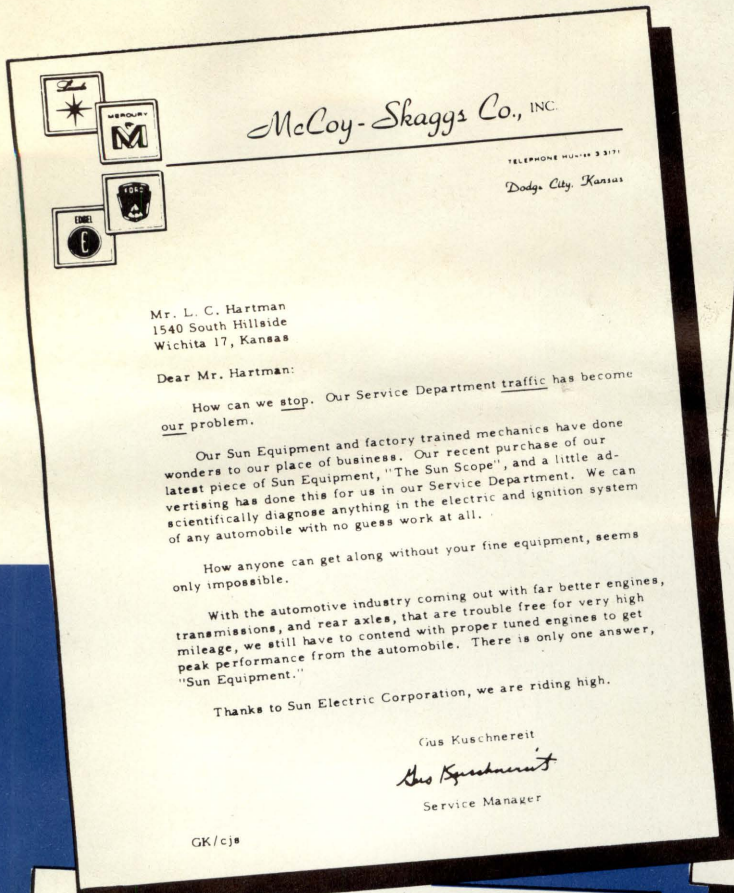 Lincoln
MERCURY
M
FORD
EDSEL
E
McCoy-Skaggs Co., INC.
TELEPHONE HUnter 3 3171
Dodge City, Kansas
Mr. L. C. Hartman
1540 South Hillside
Wichita 17, Kansas
Dear Mr. Hartman:
How can we stop. Our Service Department traffic has become
our problem.
Our Sun Equipment and factory trained mechanics have done
wonders to our place of business. Our recent purchase of our
latest piece of Sun Equipment, "The Sun Scope", and a little ad-
vertising has done this for us in our Service Department. We can
scientifically diagnose anything in the electric and ignition system
of any automobile with no guess work at all.
How anyone can get along without your fine equipment, seems
only impossible.
With the automotive industry coming out with far better engines,
transmissions, and rear axles, that are trouble free for very high
mileage, we still have to contend with proper tuned engines to get
peak performance from the automobile. There is only one answer,
"Sun Equipment."
Thanks to Sun Electric Corporation, we are riding high.
Gus Kuschnereit
Gus Kuschnereit
Service Manager
GK/cjs